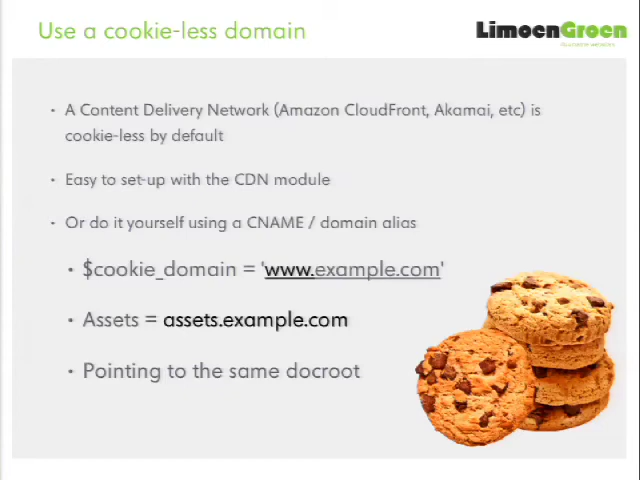 Use a cookie-less domain
LimoenGroen
• A Content Delivery Network (Amazon CloudFront, Akamai, etc) is
cookie-less by default
• Easy to set-up with the CDN module
• Or do it yourself using a CNAME / domain alias
• $cookie_domain = 'www.example.com'
• Assets = assets.example.com
• Pointing to the same docroot